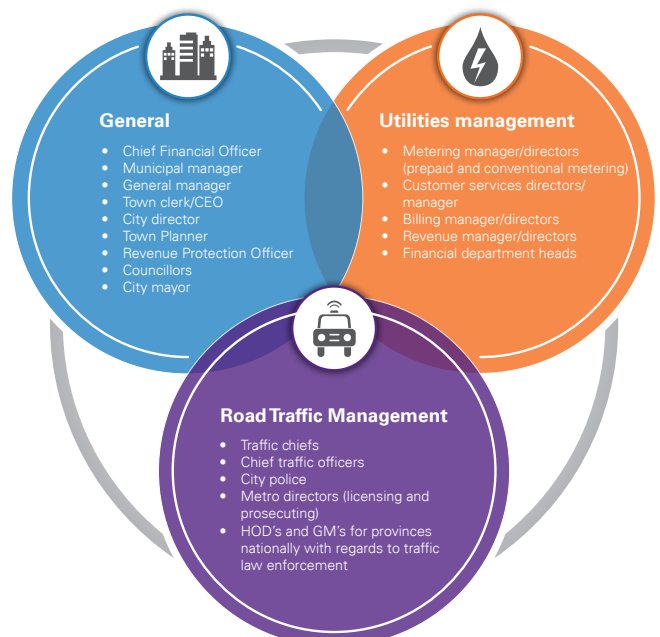 General
• Chief Financial Officer
• Municipal manager
• General manager
• Town clerk/CEO
• City director
• Town Planner
• Revenue Protection Officer
• Councillors
• City mayor
Utilities management
• Metering manager/directors
(prepaid and conventional metering)
• Customer services directors/
manager
• Billing manager/directors
• Revenue manager/directors
• Financial department heads
Road Traffic Management
• Traffic chiefs
• Chief traffic officers
• City police
• Metro directors (licensing and
prosecuting)
• HOD's and GM's for provinces
nationally with regards to traffic
law enforcement